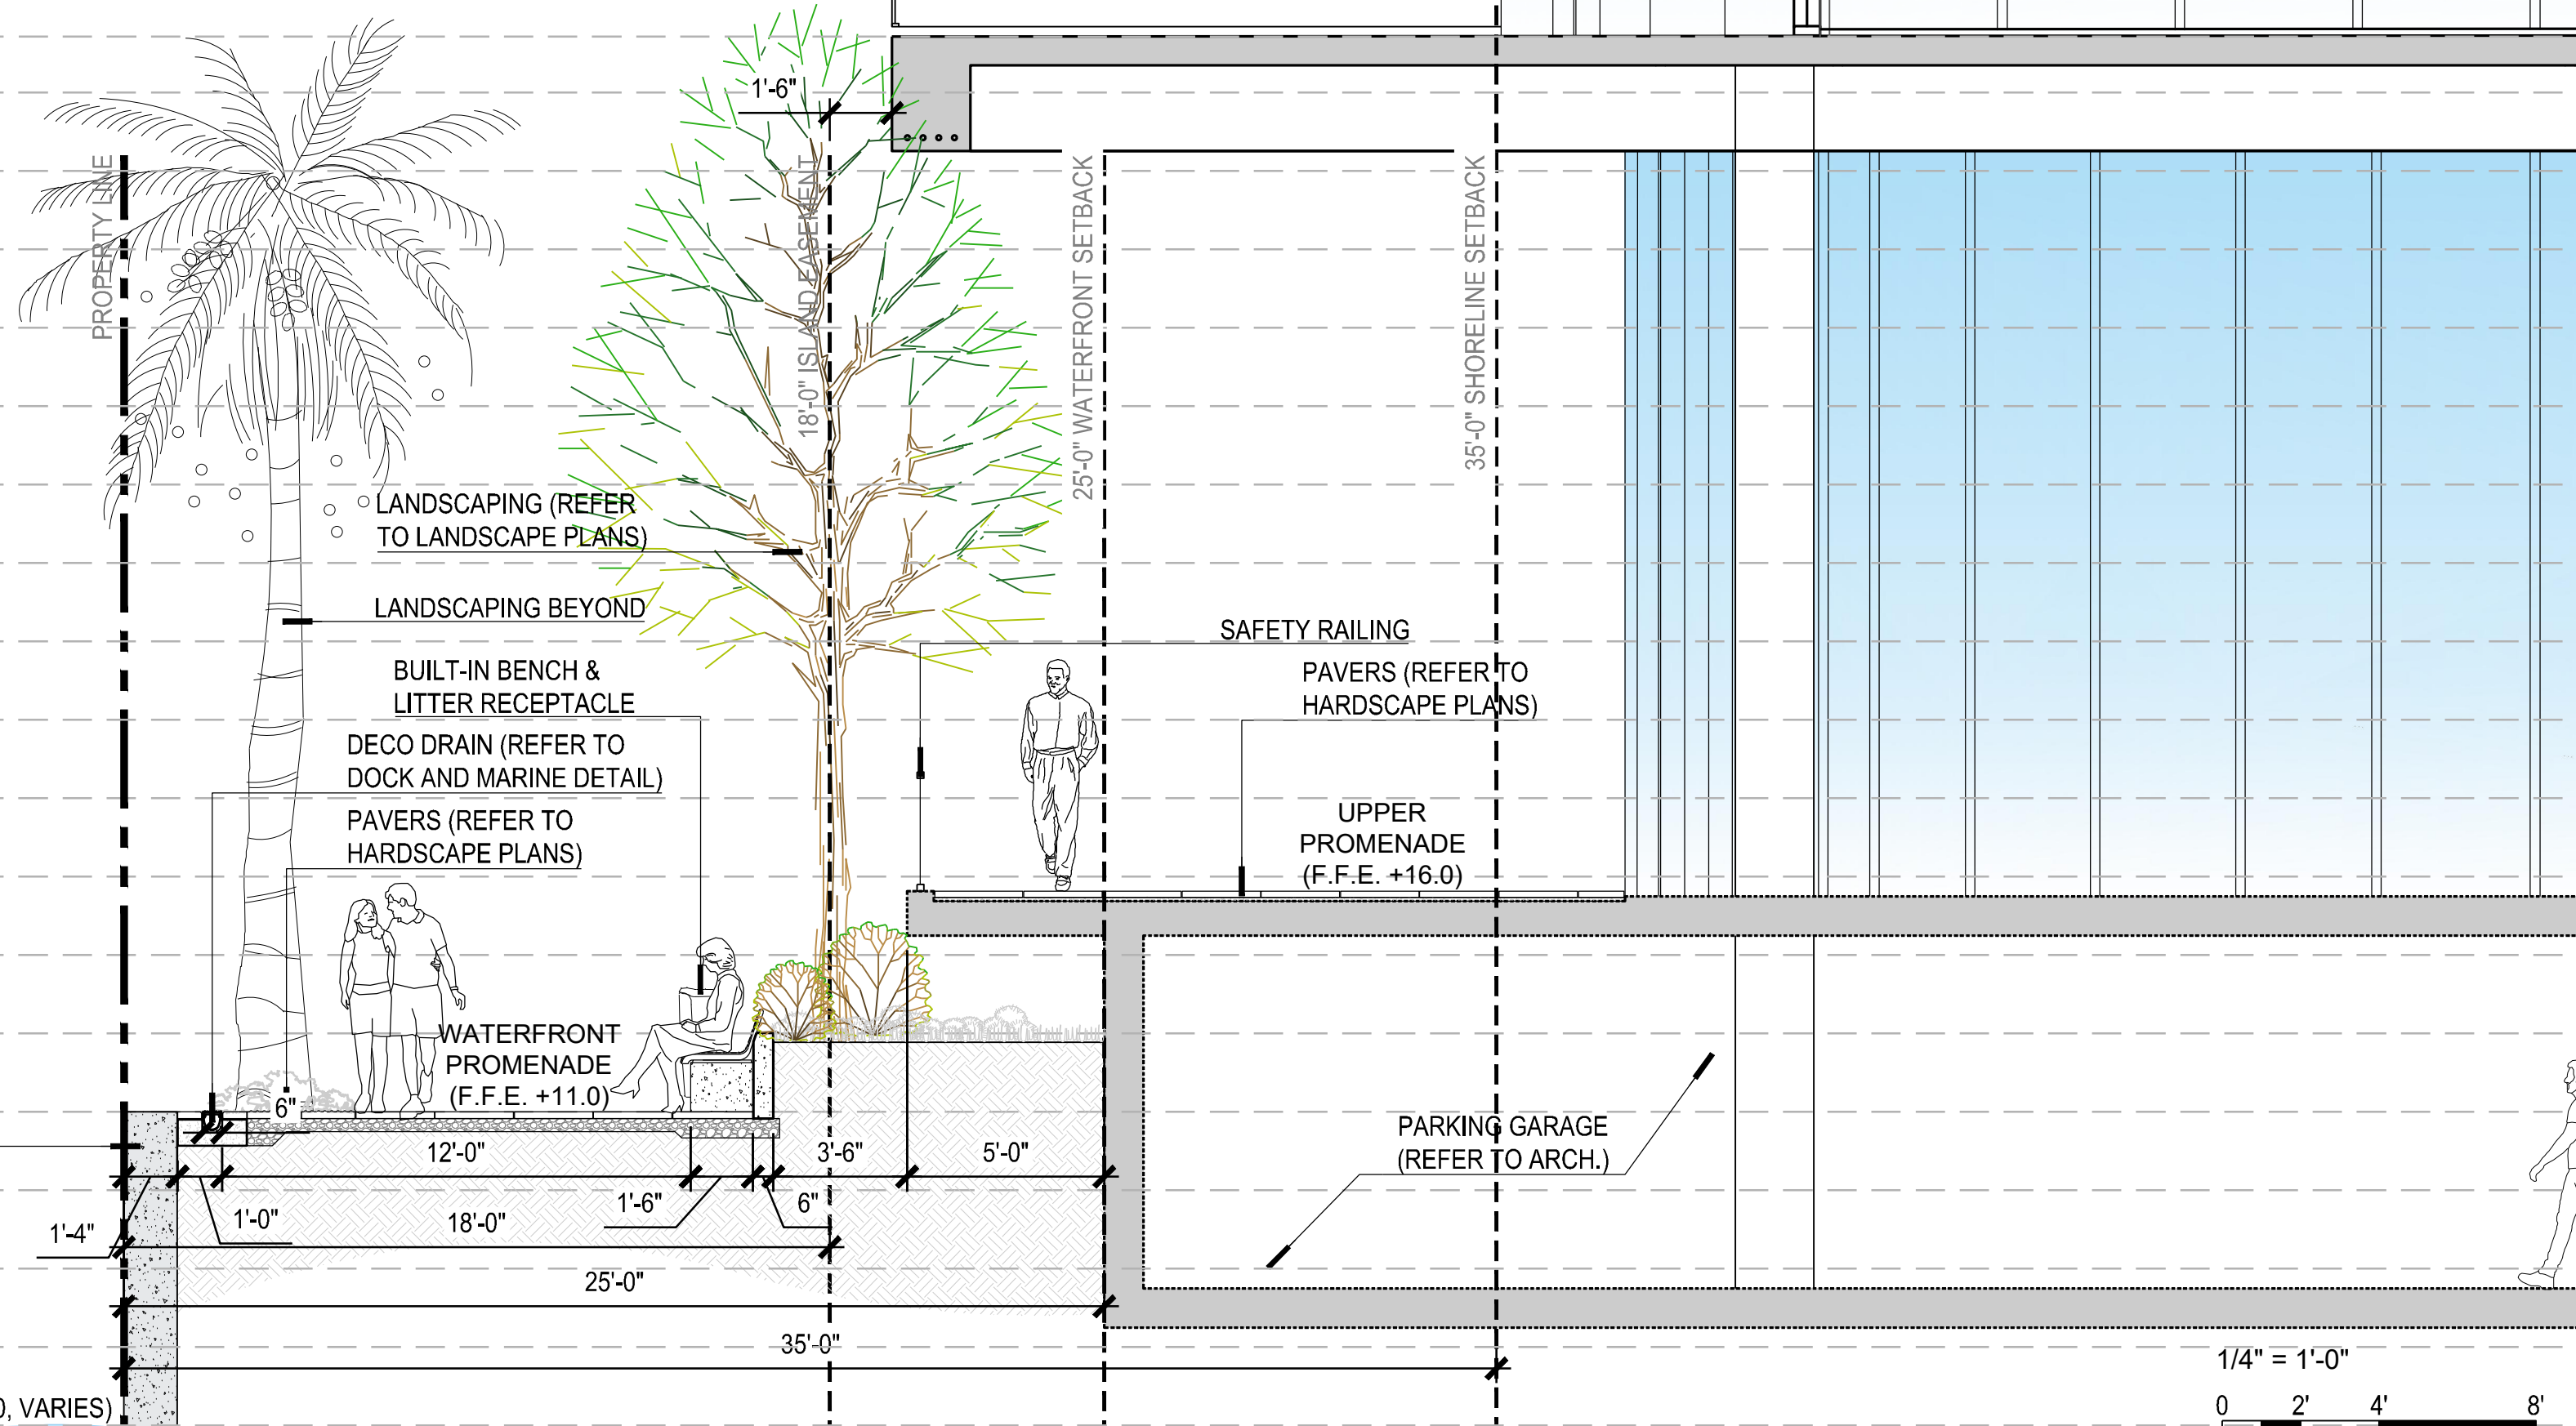 1'-6"
PROPERTY LINE
18'-0" ISLAND EASEMENT
25'-0" WATERFRONT SETBACK
35'-0" SHORELINE SETBACK
LANDSCAPING (REFER
TO LANDSCAPE PLANS)
LANDSCAPING BEYOND
BUILT-IN BENCH &
LITTER RECEPTACLE
DECO DRAIN (REFER TO
DOCK AND MARINE DETAIL)
PAVERS (REFER TO
HARDSCAPE PLANS)
SAFETY RAILING
PAVERS (REFER TO
HARDSCAPE PLANS)
UPPER
PROMENADE
(F.F.E. +16.0)
WATERFRONT
PROMENADE
(F.F.E. +11.0)
6"
12'-0"
3'-6"
5'-0"
PARKING GARAGE
(REFER TO ARCH.)
1'-4"
1'-0"
18'-0"
1'-6"
6"
25'-0"
35'-0"
1/4" = 1'-0"
0 2' 4' 8'
, VARIES)